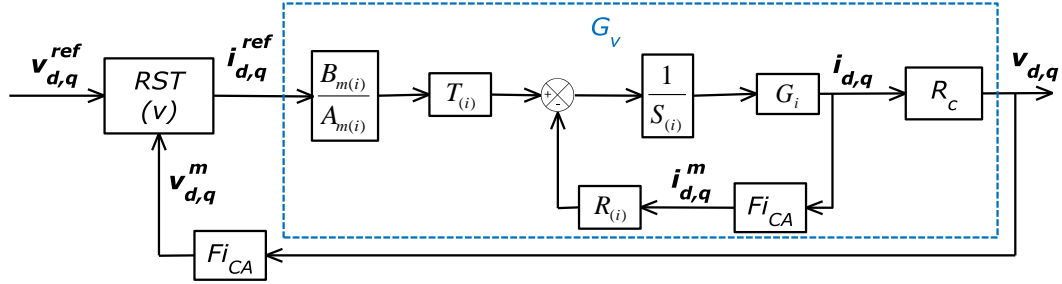 G_v
v_{d,q}^{ref}
RST
(v)
i_{d,q}^{ref}
B_{m(i)}
A_{m(i)}
T_{(i)}
+
-
1
S_{(i)}
G_i
i_{d,q}
R_c
v_{d,q}
v_{d,q}^{m}
R_{(i)}
i_{d,q}^{m}
Fi_{CA}
Fi_{CA}